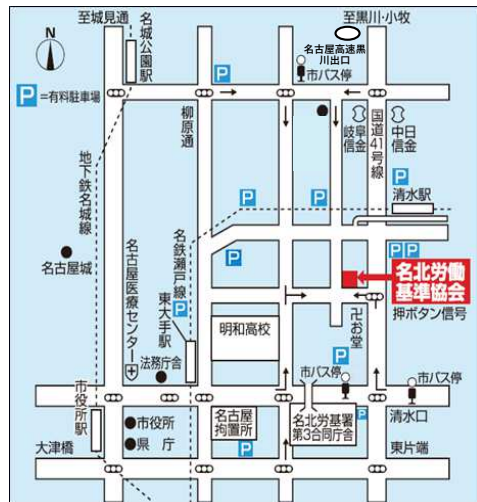 至城見通
至黒川・小牧
名城公園駅
名古屋高速黒
川出口
N
市バス停
P
P=有料駐車場
柳原通
岐阜
信金
国道41号線
中日
信金
地下鉄名城線
P
清水駅
P
P
名古屋城
名古屋医療センター
名鉄瀬戸線
東大手駅
P
P
P P
名北労働
基準協会
押ボタン信号
卍お堂
明和高校
法務庁舎
P
市バス停
市バス停
市役所駅
清水口
市役所
県庁
名古屋
拘置所
名北労基署
第3合同庁舎
P
P
大津橋
東片端